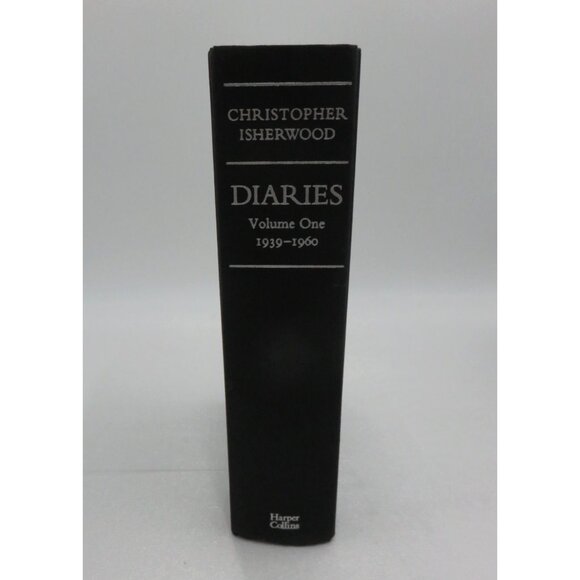 CHRISTOPHER
ISHERWOOD
DIARIES
Volume One
1939–1960
Harper
Collins